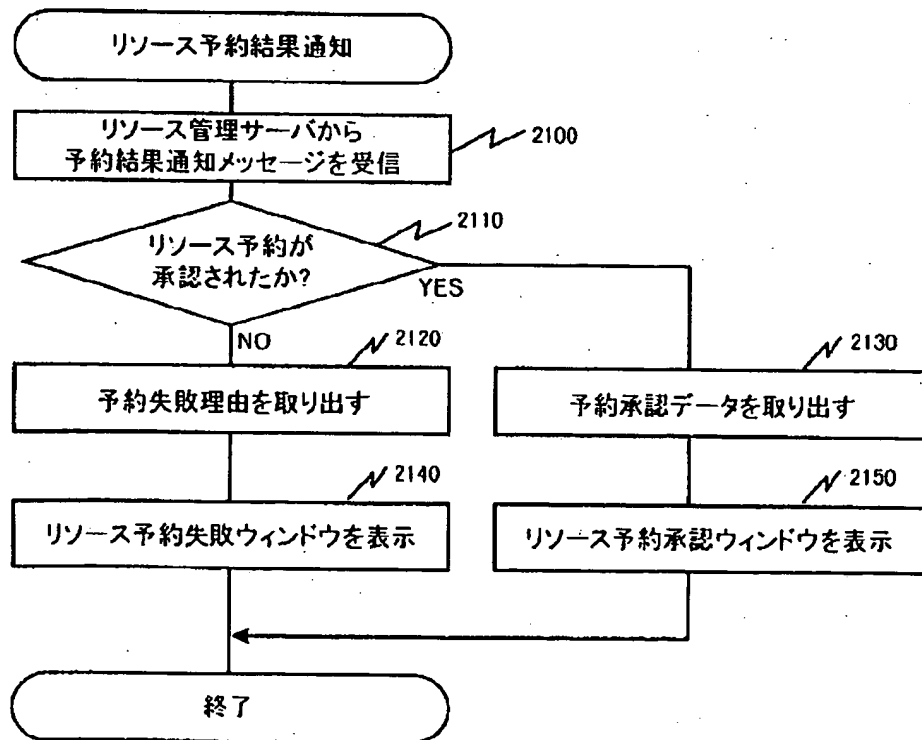 リソース予約結果通知
リソース管理サーバから
予約結果通知メッセージを受信
2100
2110
リソース予約が
承認されたか?
YES
NO
2120
予約失敗理由を取り出す
2130
予約承認データを取り出す
2140
リソース予約失敗ウィンドウを表示
2150
リソース予約承認ウィンドウを表示
終了